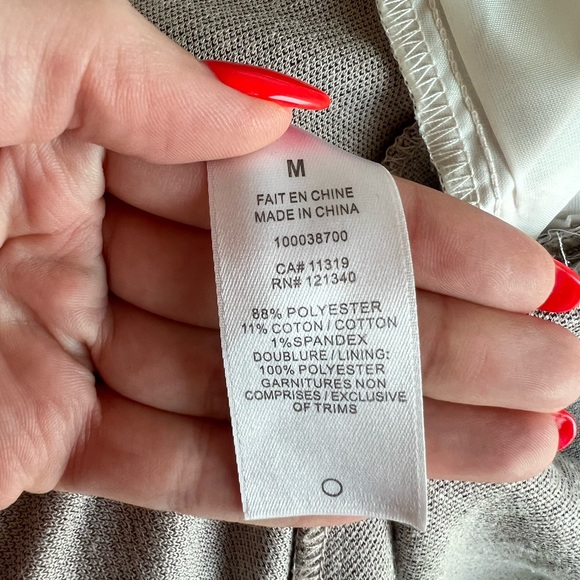 M
FAIT EN CHINE
MADE IN CHINA
100038700
CA# 11319
RN# 121340
88% POLYESTER
11% COTON / COTTON
1%SPANDEX
DOUBLURE / LINING:
100% POLYESTER
GARNITURES NON
COMPRISES / EXCLUSIVE
OF TRIMS